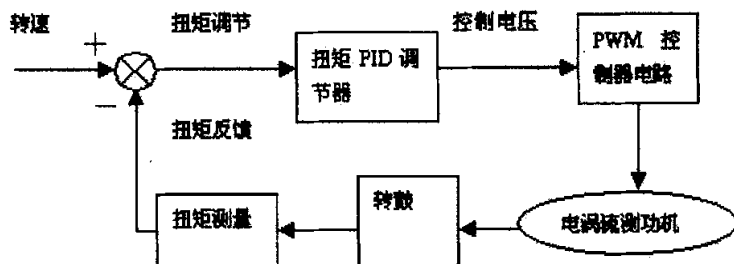 转速
+
扭矩调节
扭矩 PID 调
节器
控制电压
PWM 控
制器电路
—
扭矩反馈
扭矩测量
转鼓
电涡流测功机